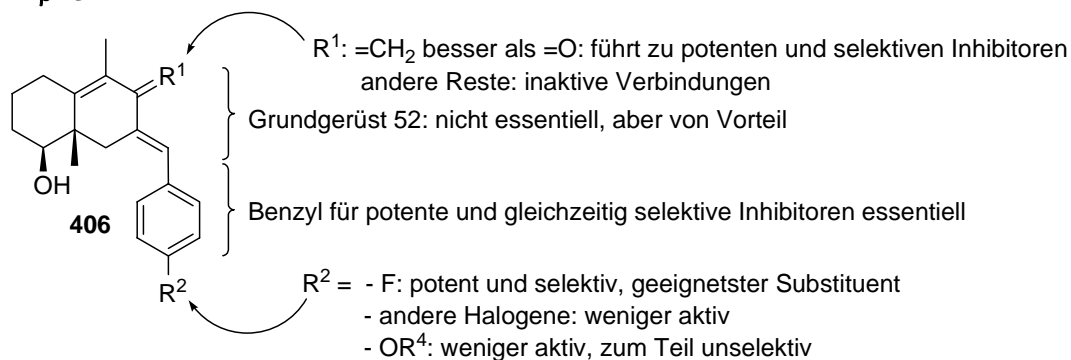 R¹: =CH₂ besser als =O: führt zu potenten und selektiven Inhibitoren
andere Reste: inaktive Verbindungen
R¹
Grundgerüst 52: nicht essentiell, aber von Vorteil
OH
406
Benzyl für potente und gleichzeitig selektive Inhibitoren essentiell
R²
R² = - F: potent und selektiv, geeignetster Substituent
- andere Halogene: weniger aktiv
- OR⁴: weniger aktiv, zum Teil unselektiv